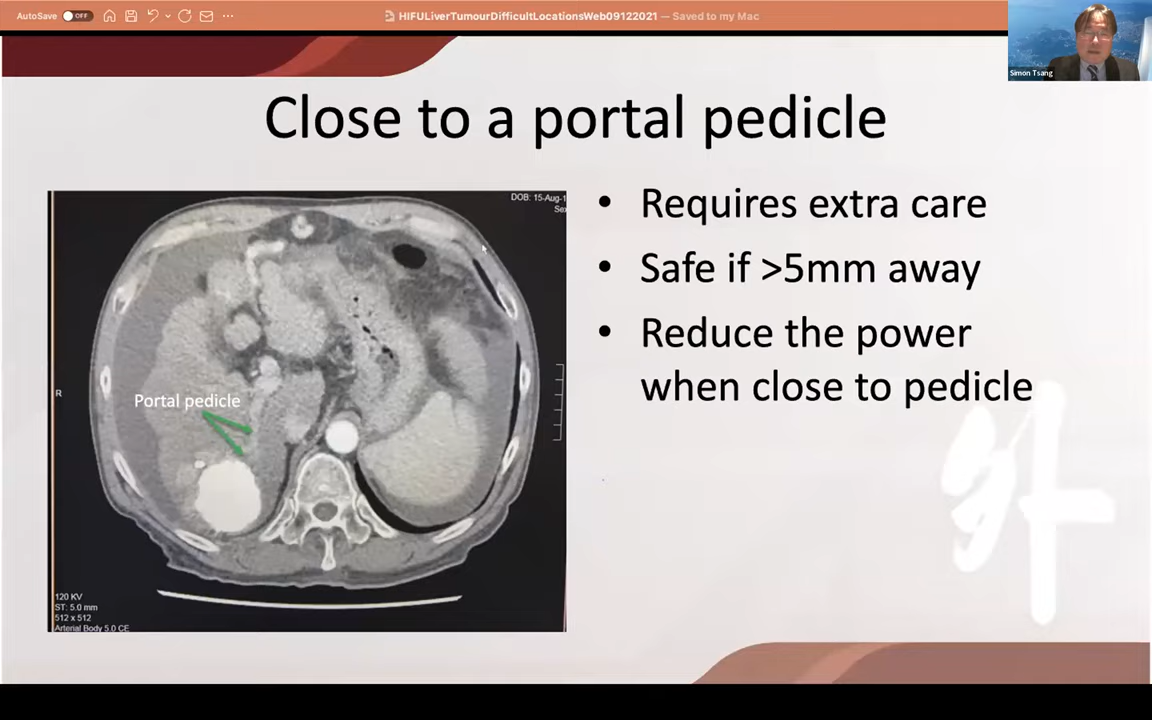 AutoSave OFF
HIFULiverTumourDifficultLocationsWeb09122021 — Saved to my Mac
Simon Tsang
Close to a portal pedicle
DOB: 15-Aug-1
Sex
R
Portal pedicle
120 KV
ST: 5.0 mm
512 x 512
Arterial Body 5.0 CE
• Requires extra care
• Safe if >5mm away
• Reduce the power
when close to pedicle
外